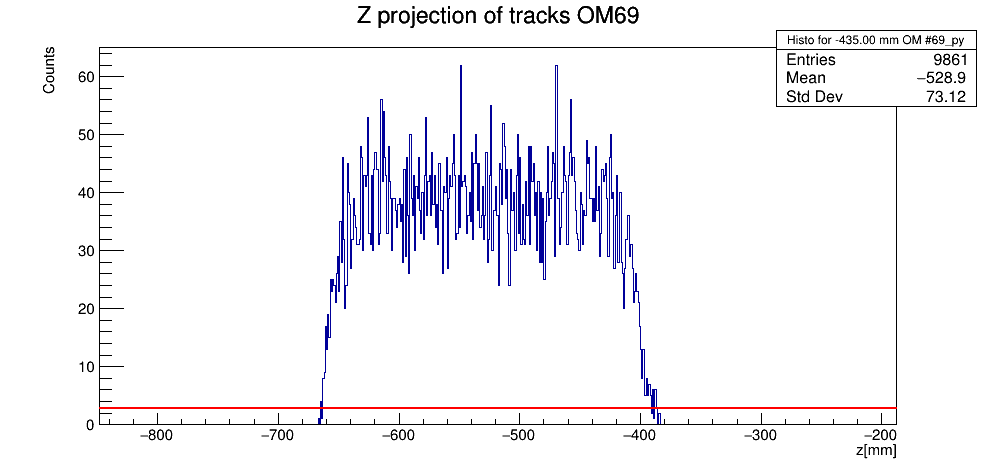 Z projection of tracks OM69
Histo for -435.00 mm OM #69_py
Entries 9861
Mean −528.9
Std Dev 73.12
Counts
60
50
40
30
20
10
0
−800 −700 −600 −500 −400 −300 −200
z[mm]